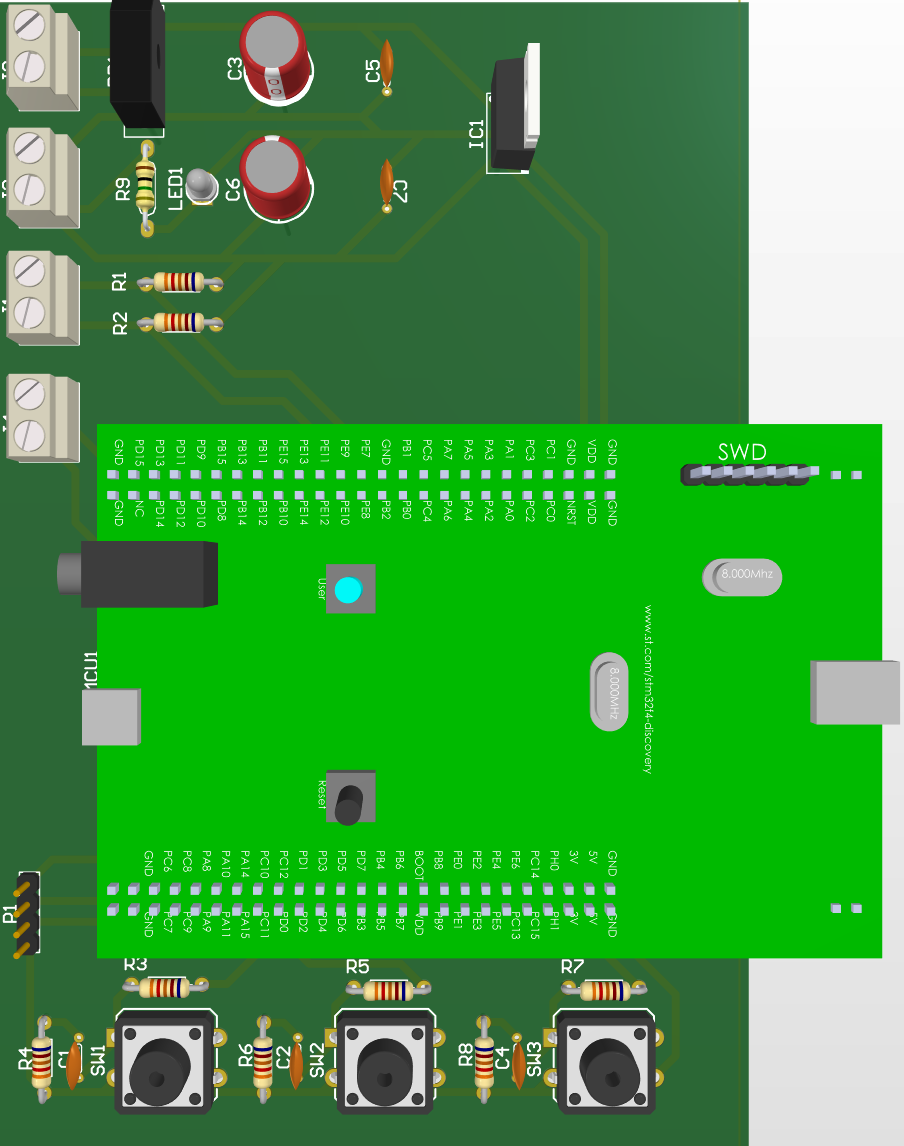 C3
C5
IC1
R9
LED1
C6
R1
R2
SWD
GND
PD15
PD13
PD11
PD9
PB15
PB13
PB11
PE15
PE13
PE11
PE9
PE7
GND
PB1
PC5
PA7
PA5
PA3
PA1
PC3
PC1
GND
VDD
GND
GND
NC
PD14
PD12
PD10
PD8
PB14
PB12
PB10
PE14
PE12
PE10
PE8
PB2
PB0
PC4
PA6
PA4
PA2
PA0
PC2
PC0
NRST
VDD
GND
User
8.000Mhz
www.st.com/stm32f4-discovery
8.000MHz
Reset
GND
PC6
PC8
PA8
PA10
PA14
PC10
PC12
PD1
PD3
PD5
PD7
PB4
PB6
BOOT
PB8
PE0
PE2
PE4
PE6
PC14
PH0
3V
5V
GND
GND
PC7
PC9
PA9
PA11
PA15
PC11
PD0
PD2
PD4
PD6
PB3
PB5
PB7
VDD
PB9
PE1
PE3
PE5
PC13
PC15
PH1
3V
5V
GND
P1
R3
R5
R7
R4
C1
SW1
R6
C2
SW2
R8
C4
SW3